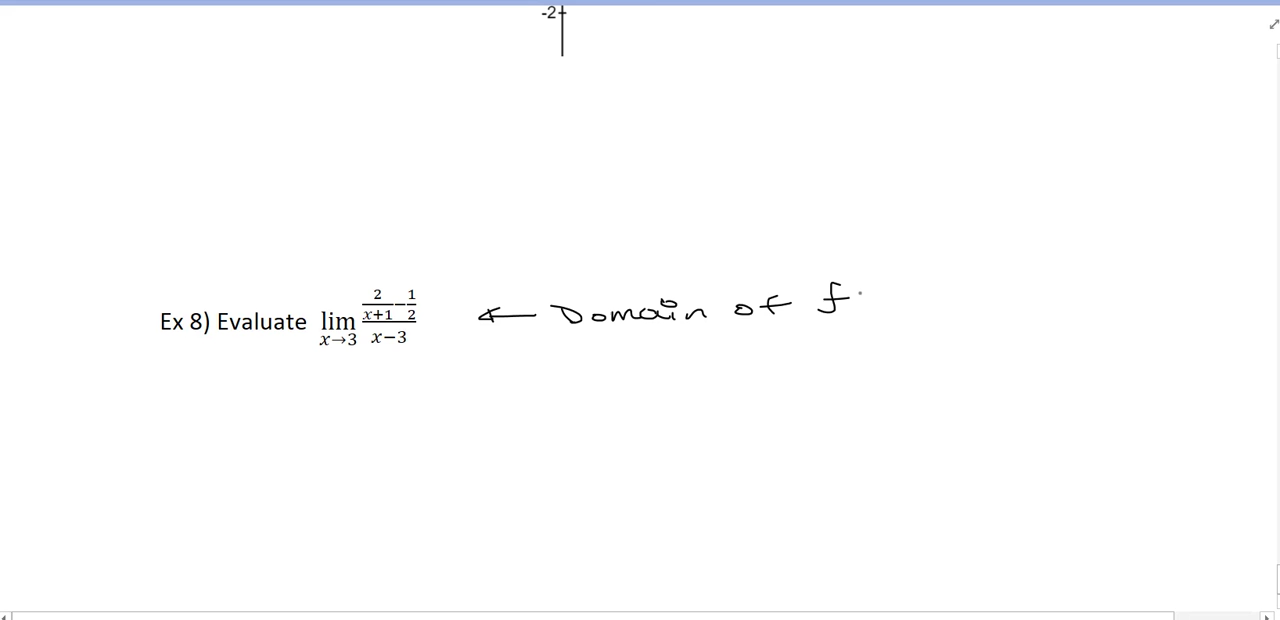 -2
Ex 8) Evaluate lim x→3 (2/(x+1) − 1/2)/(x−3) ← Domain of f